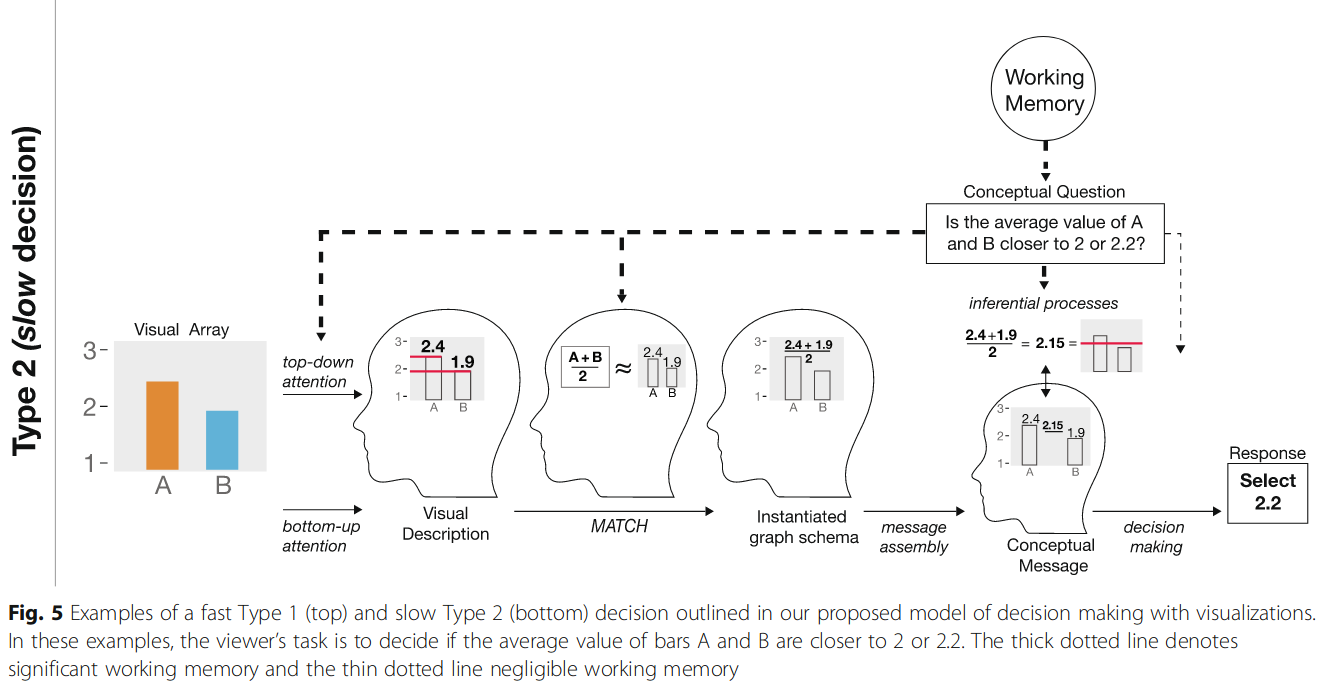 Type 2 (slow decision)
Working
Memory
Conceptual Question
Is the average value of A
and B closer to 2 or 2.2?
inferential processes
2.4+1.9
2
= 2.15 =
Visual Array
3
2
1
A
B
top-down
attention
bottom-up
attention
3
2
1
2.4
1.9
A
B
Visual
Description
A+B
2
≈
2.4
1.9
A B
MATCH
3
2
1
2.4 + 1.9
2
A
B
Instantiated
graph schema
message
assembly
3
2
1
2.4
2.15
1.9
A
B
Conceptual
Message
decision
making
Response
Select
2.2
Fig. 5 Examples of a fast Type 1 (top) and slow Type 2 (bottom) decision outlined in our proposed model of decision making with visualizations.
In these examples, the viewer's task is to decide if the average value of bars A and B are closer to 2 or 2.2. The thick dotted line denotes
significant working memory and the thin dotted line negligible working memory